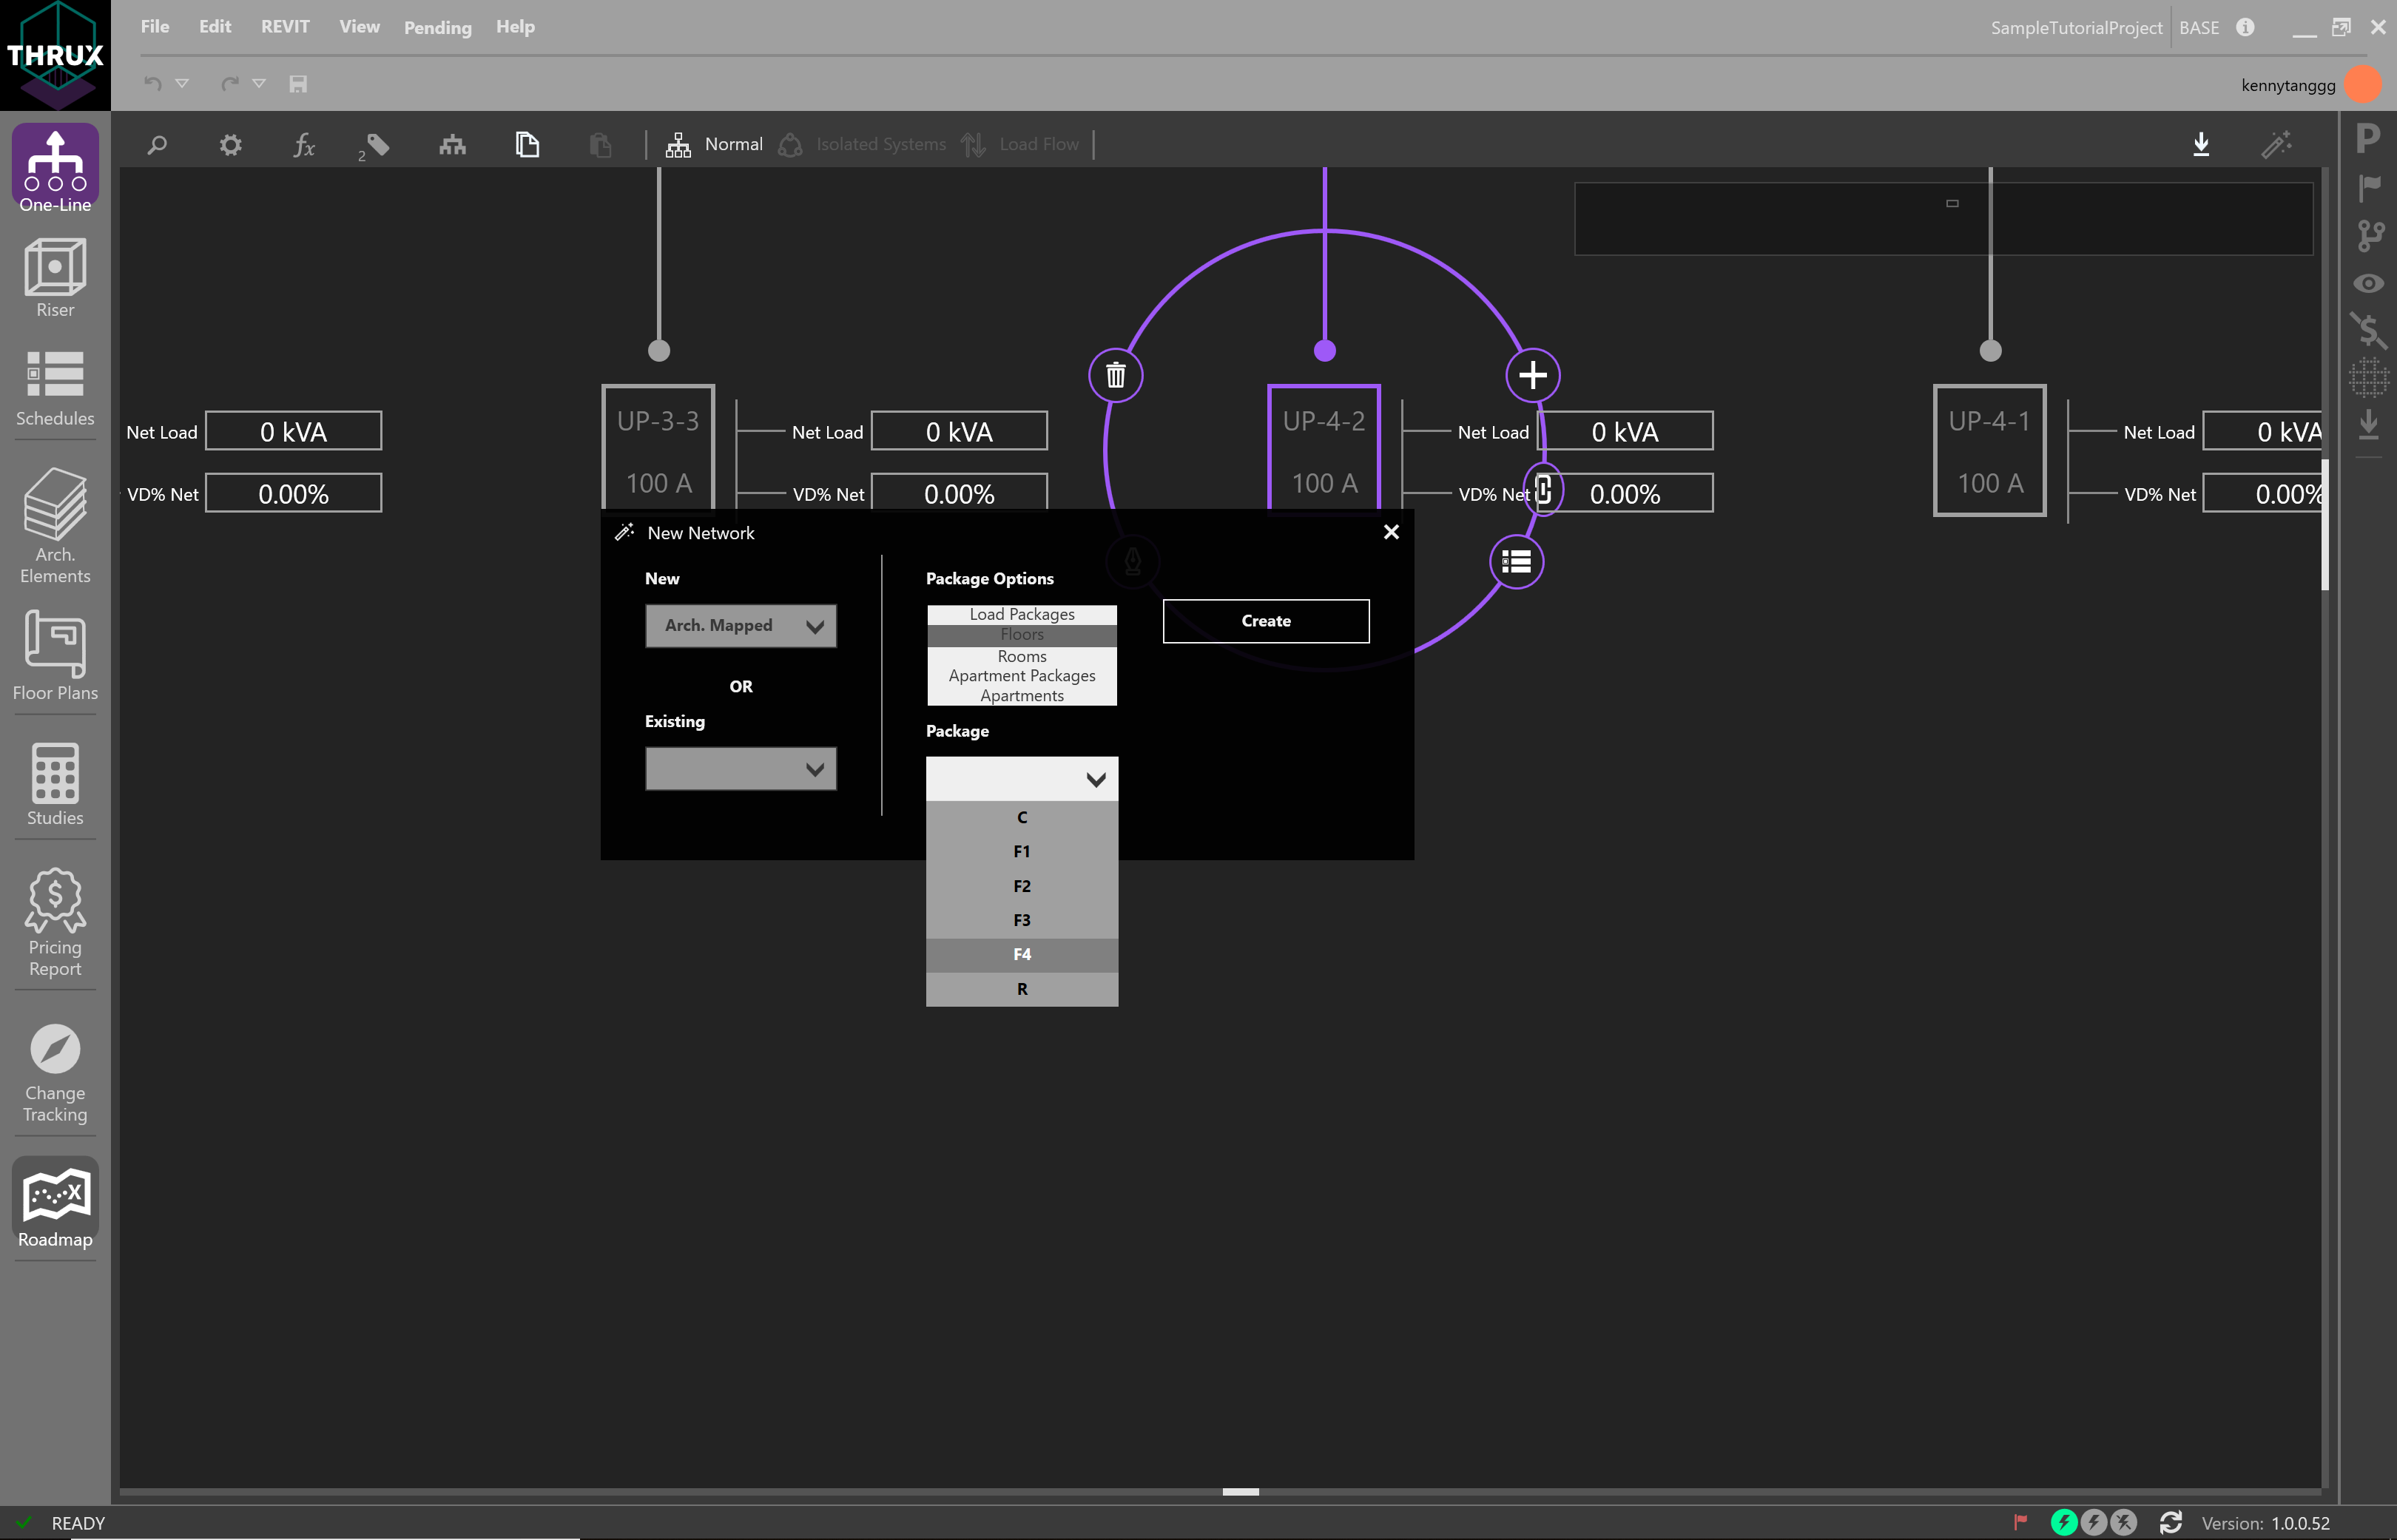 THRUX
File Edit REVIT View Pending Help
SampleTutorialProject BASE
kennytanggg
2 Normal Isolated Systems Load Flow
P
One-Line
Riser
Schedules
Arch.
Elements
Floor Plans
Studies
Pricing
Report
Change
Tracking
Roadmap
Net Load 0 kVA
VD% Net 0.00%
UP-3-3
100 A
Net Load 0 kVA
VD% Net 0.00%
UP-4-2
100 A
Net Load 0 kVA
VD% Net 0.00%
UP-4-1
100 A
Net Load 0 kVA
VD% Net 0.00%
New Network
New
Arch. Mapped
OR
Existing
Package Options
Load Packages
Floors
Rooms
Apartment Packages
Apartments
Package
C
F1
F2
F3
F4
R
Create
READY
Version: 1.0.0.52